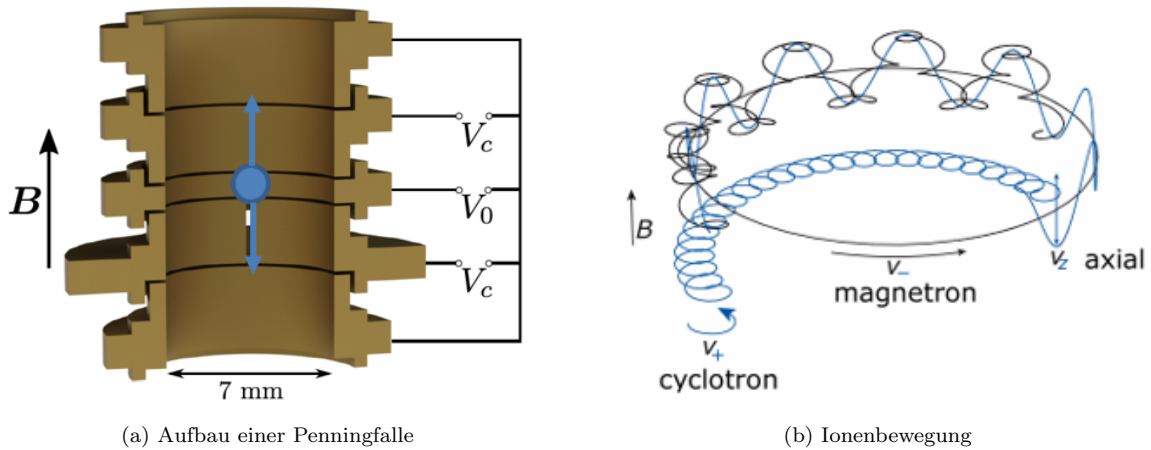 B
V_c
V_0
V_c
7 mm
(a) Aufbau einer Penningfalle
B
ν₋
magnetron
ν_z axial
ν₊
cyclotron
(b) Ionenbewegung